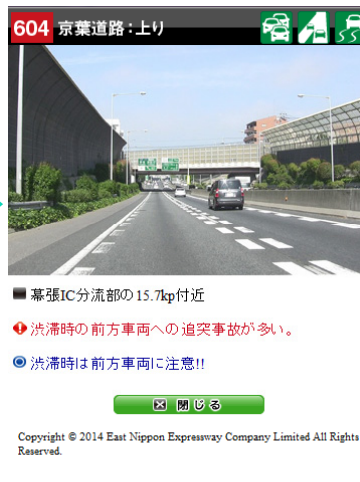 604 京葉道路：上り
幕張IC分流部の15.7kp付近
渋滞時の前方車両への追突事故が多い。
渋滞時は前方車両に注意!!
閉じる
Copyright © 2014 East Nippon Expressway Company Limited All Rights
Reserved.